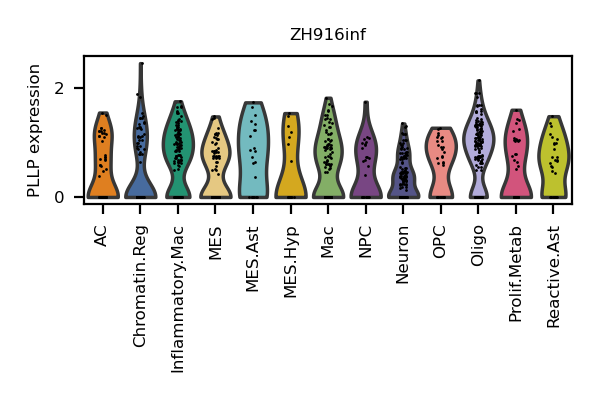 ZH916inf
PLLP expression
2
0
AC
Chromatin.Reg
Inflammatory.Mac
MES
MES.Ast
MES.Hyp
Mac
NPC
Neuron
OPC
Oligo
Prolif.Metab
Reactive.Ast